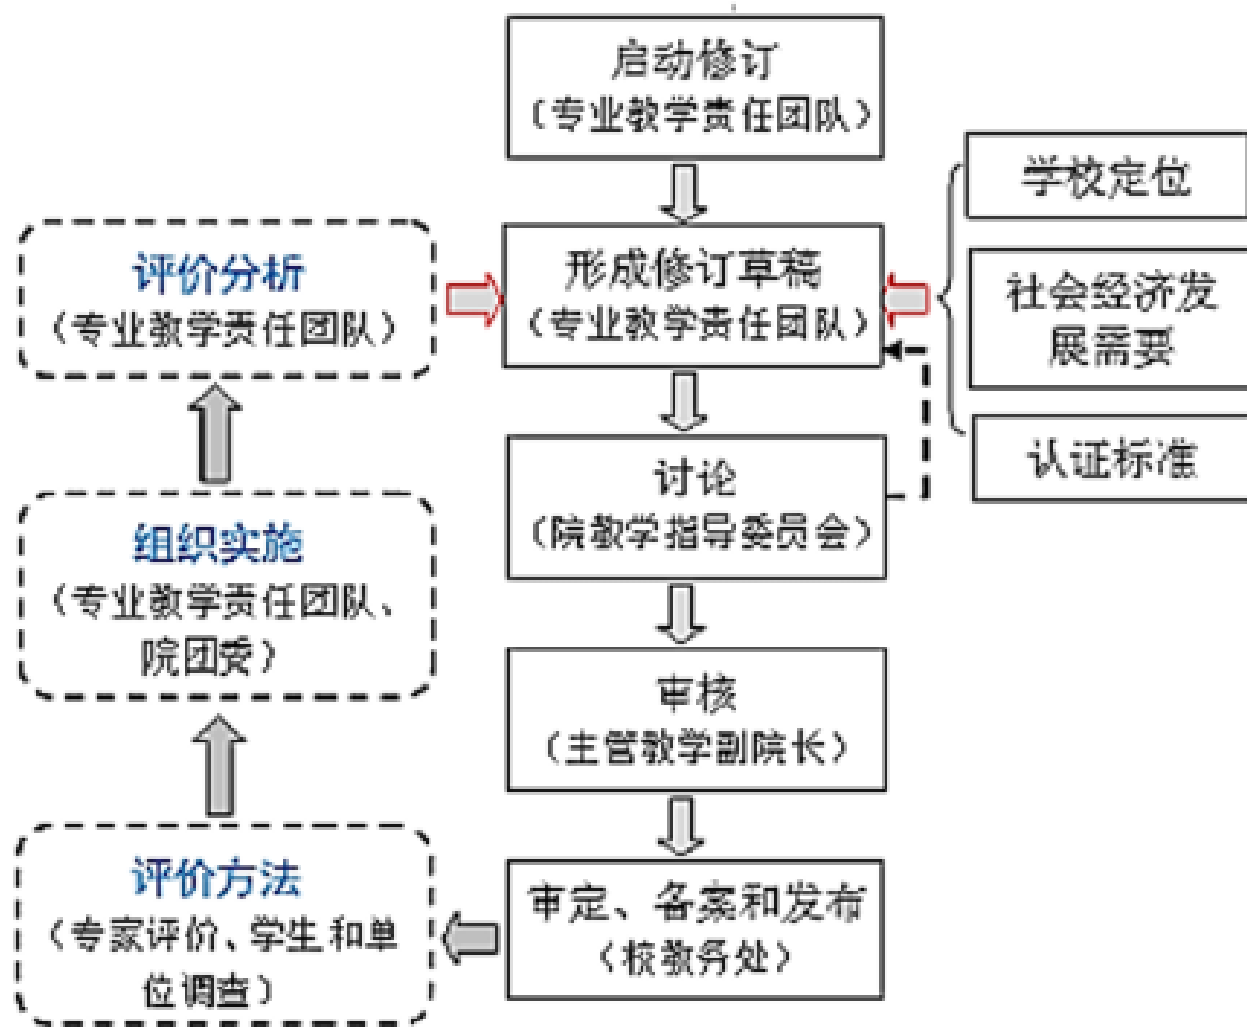 启动修订
（专业教学责任团队）
学校定位
评价分析
（专业教学责任团队）
形成修订草稿
（专业教学责任团队）
社会经济发
展需要
认证标准
讨论
（院教学指导委员会）
组织实施
（专业教学责任团队、
院团委）
审核
（主管教学副院长）
评价方法
（专家评价、学生和单
位调查）
审定、备案和发布
（校教务处）